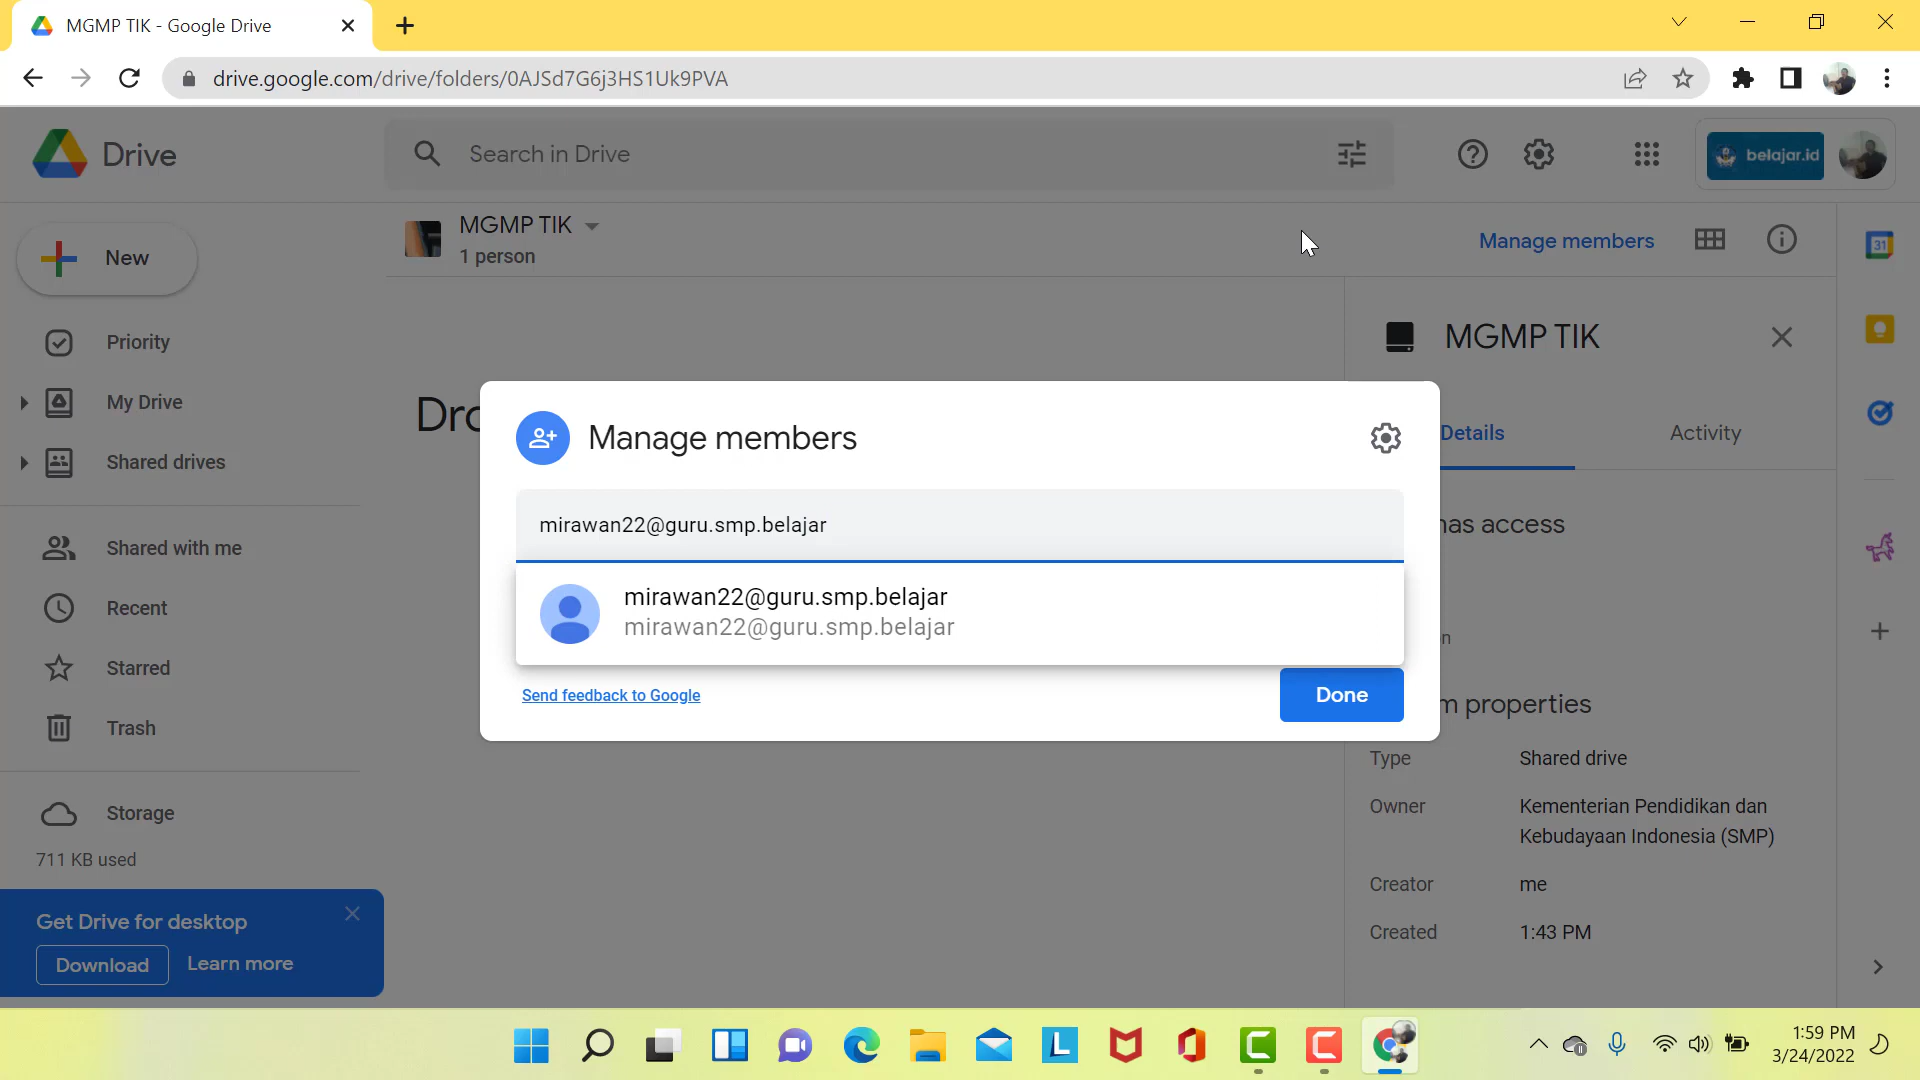 MGMP TIK - Google Drive
drive.google.com/drive/folders/0AJSd7G6j3HS1Uk9PVA
Drive
Search in Drive
belajar.id
New
MGMP TIK
1 person
Manage members
31
Priority
My Drive
Shared drives
Shared with me
Recent
Starred
Trash
Storage
711 KB used
Get Drive for desktop
Download
Learn more
Dro
Manage members
mirawan22@guru.smp.belajar
mirawan22@guru.smp.belajar
mirawan22@guru.smp.belajar
Send feedback to Google
Done
MGMP TIK
Details
Activity
has access
n
m properties
Type
Shared drive
Owner
Kementerian Pendidikan dan
Kebudayaan Indonesia (SMP)
Creator
me
Created
1:43 PM
L
1:59 PM
3/24/2022